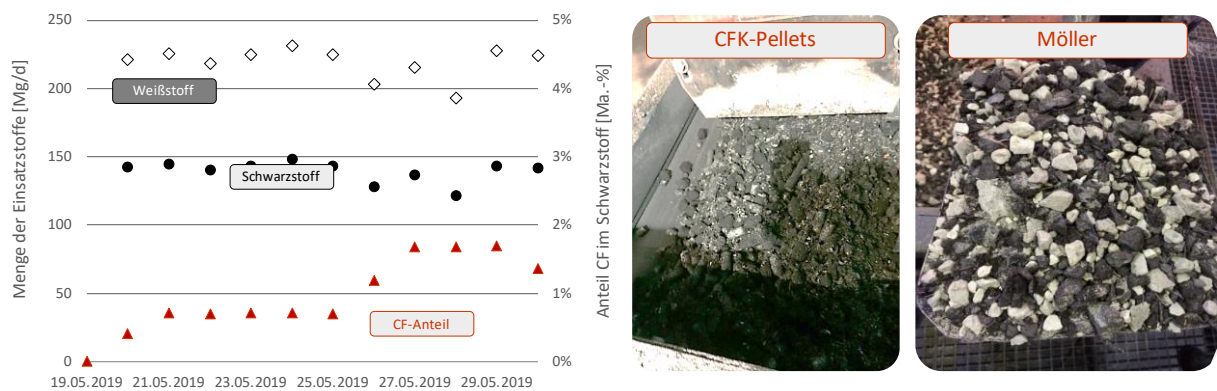 Menge der Einsatzstoffe [Mg/d]
250
200
150
100
50
0
Weißstoff
Schwarzstoff
CF-Anteil
5%
4%
3%
2%
1%
0%
Anteil CF im Schwarzstoff [Ma.-%]
19.05.2019 21.05.2019 23.05.2019 25.05.2019 27.05.2019 29.05.2019
CFK-Pellets
Möller